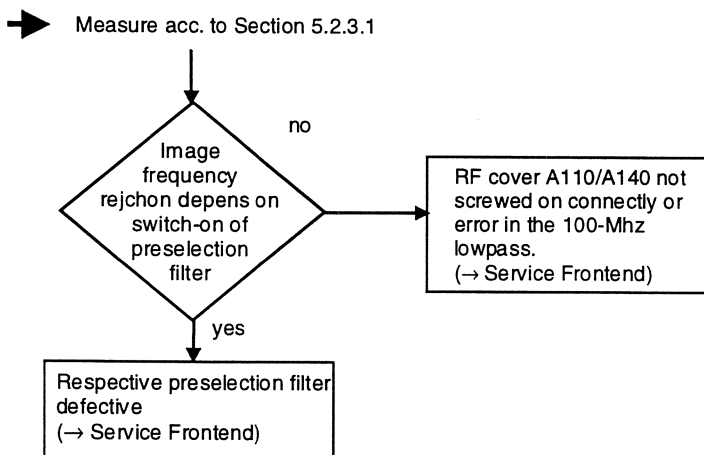 Measure acc. to Section 5.2.3.1
no
Image
frequency
rejchon depens on
switch-on of
preselection
filter
RF cover A110/A140 not
screwed on connectly or
error in the 100-Mhz
lowpass.
(→ Service Frontend)
yes
Respective preselection filter
defective
(→ Service Frontend)